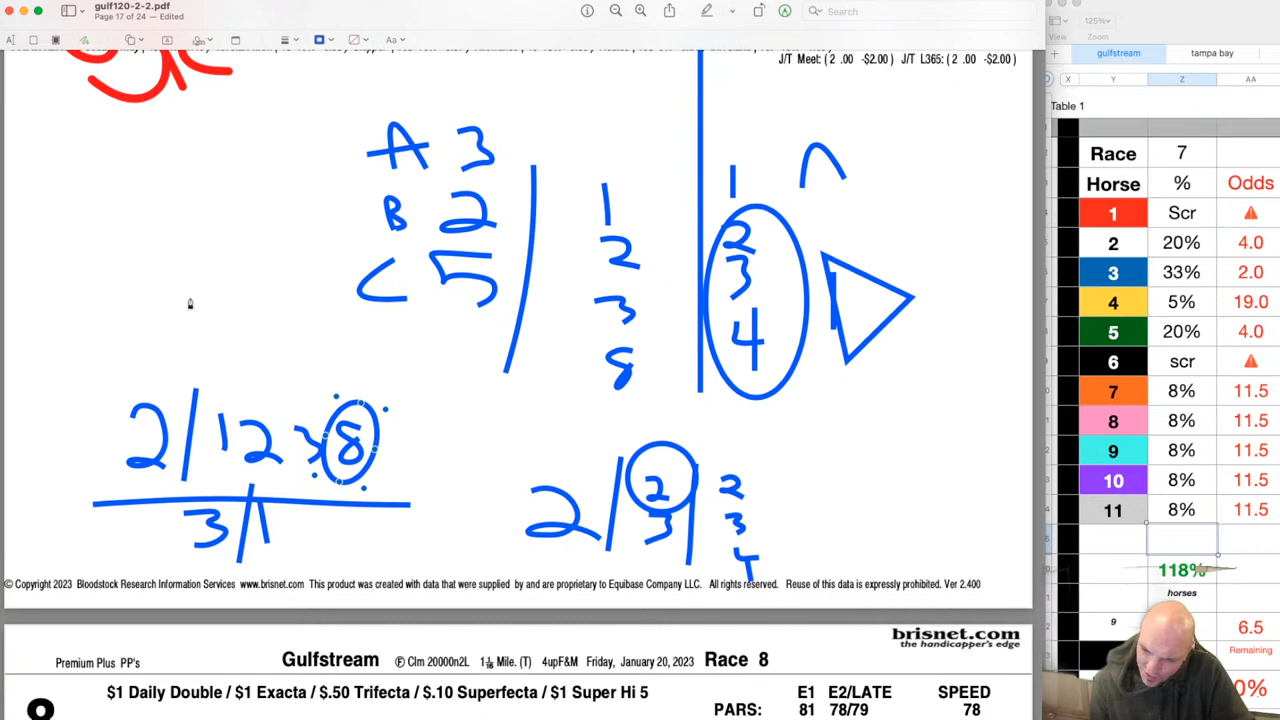 gulf120-2-2.pdf
Page 17 of 24 — Edited
Search
125%
View
Zoom
gulfstream
tampa bay
J/T Meet: ( 2 .00 -$2.00 ) J/T L365: ( 2 .00 -$2.00 )
X Y Z AA
Table 1
A 3
B 2
C 5
1
2
3
8
1
2
3
4
2/12 3 8
3/1
2 / 2 3 / 2 3 4
Race 7
Horse % Odds
1 Scr
2 20% 4.0
3 33% 2.0
4 5% 19.0
5 20% 4.0
6 scr
7 8% 11.5
8 8% 11.5
9 8% 11.5
10 8% 11.5
11 8% 11.5
118%
horses
9 6.5
Remaining
0%
© Copyright 2023 Bloodstock Research Information Services www.brisnet.com This product was created with data that were supplied by and are proprietary to Equibase Company LLC. All rights reserved. Reuse of this data is expressly prohibited. Ver 2.400
brisnet.com
the handicapper's edge
Premium Plus PP's Gulfstream Ⓕ Clm 20000n2L 1 1/16 Mile. (T) 4upF&M Friday, January 20, 2023 Race 8
$1 Daily Double / $1 Exacta / $.50 Trifecta / $.10 Superfecta / $1 Super Hi 5
E1 E2/LATE SPEED
PARS: 81 78/79 78